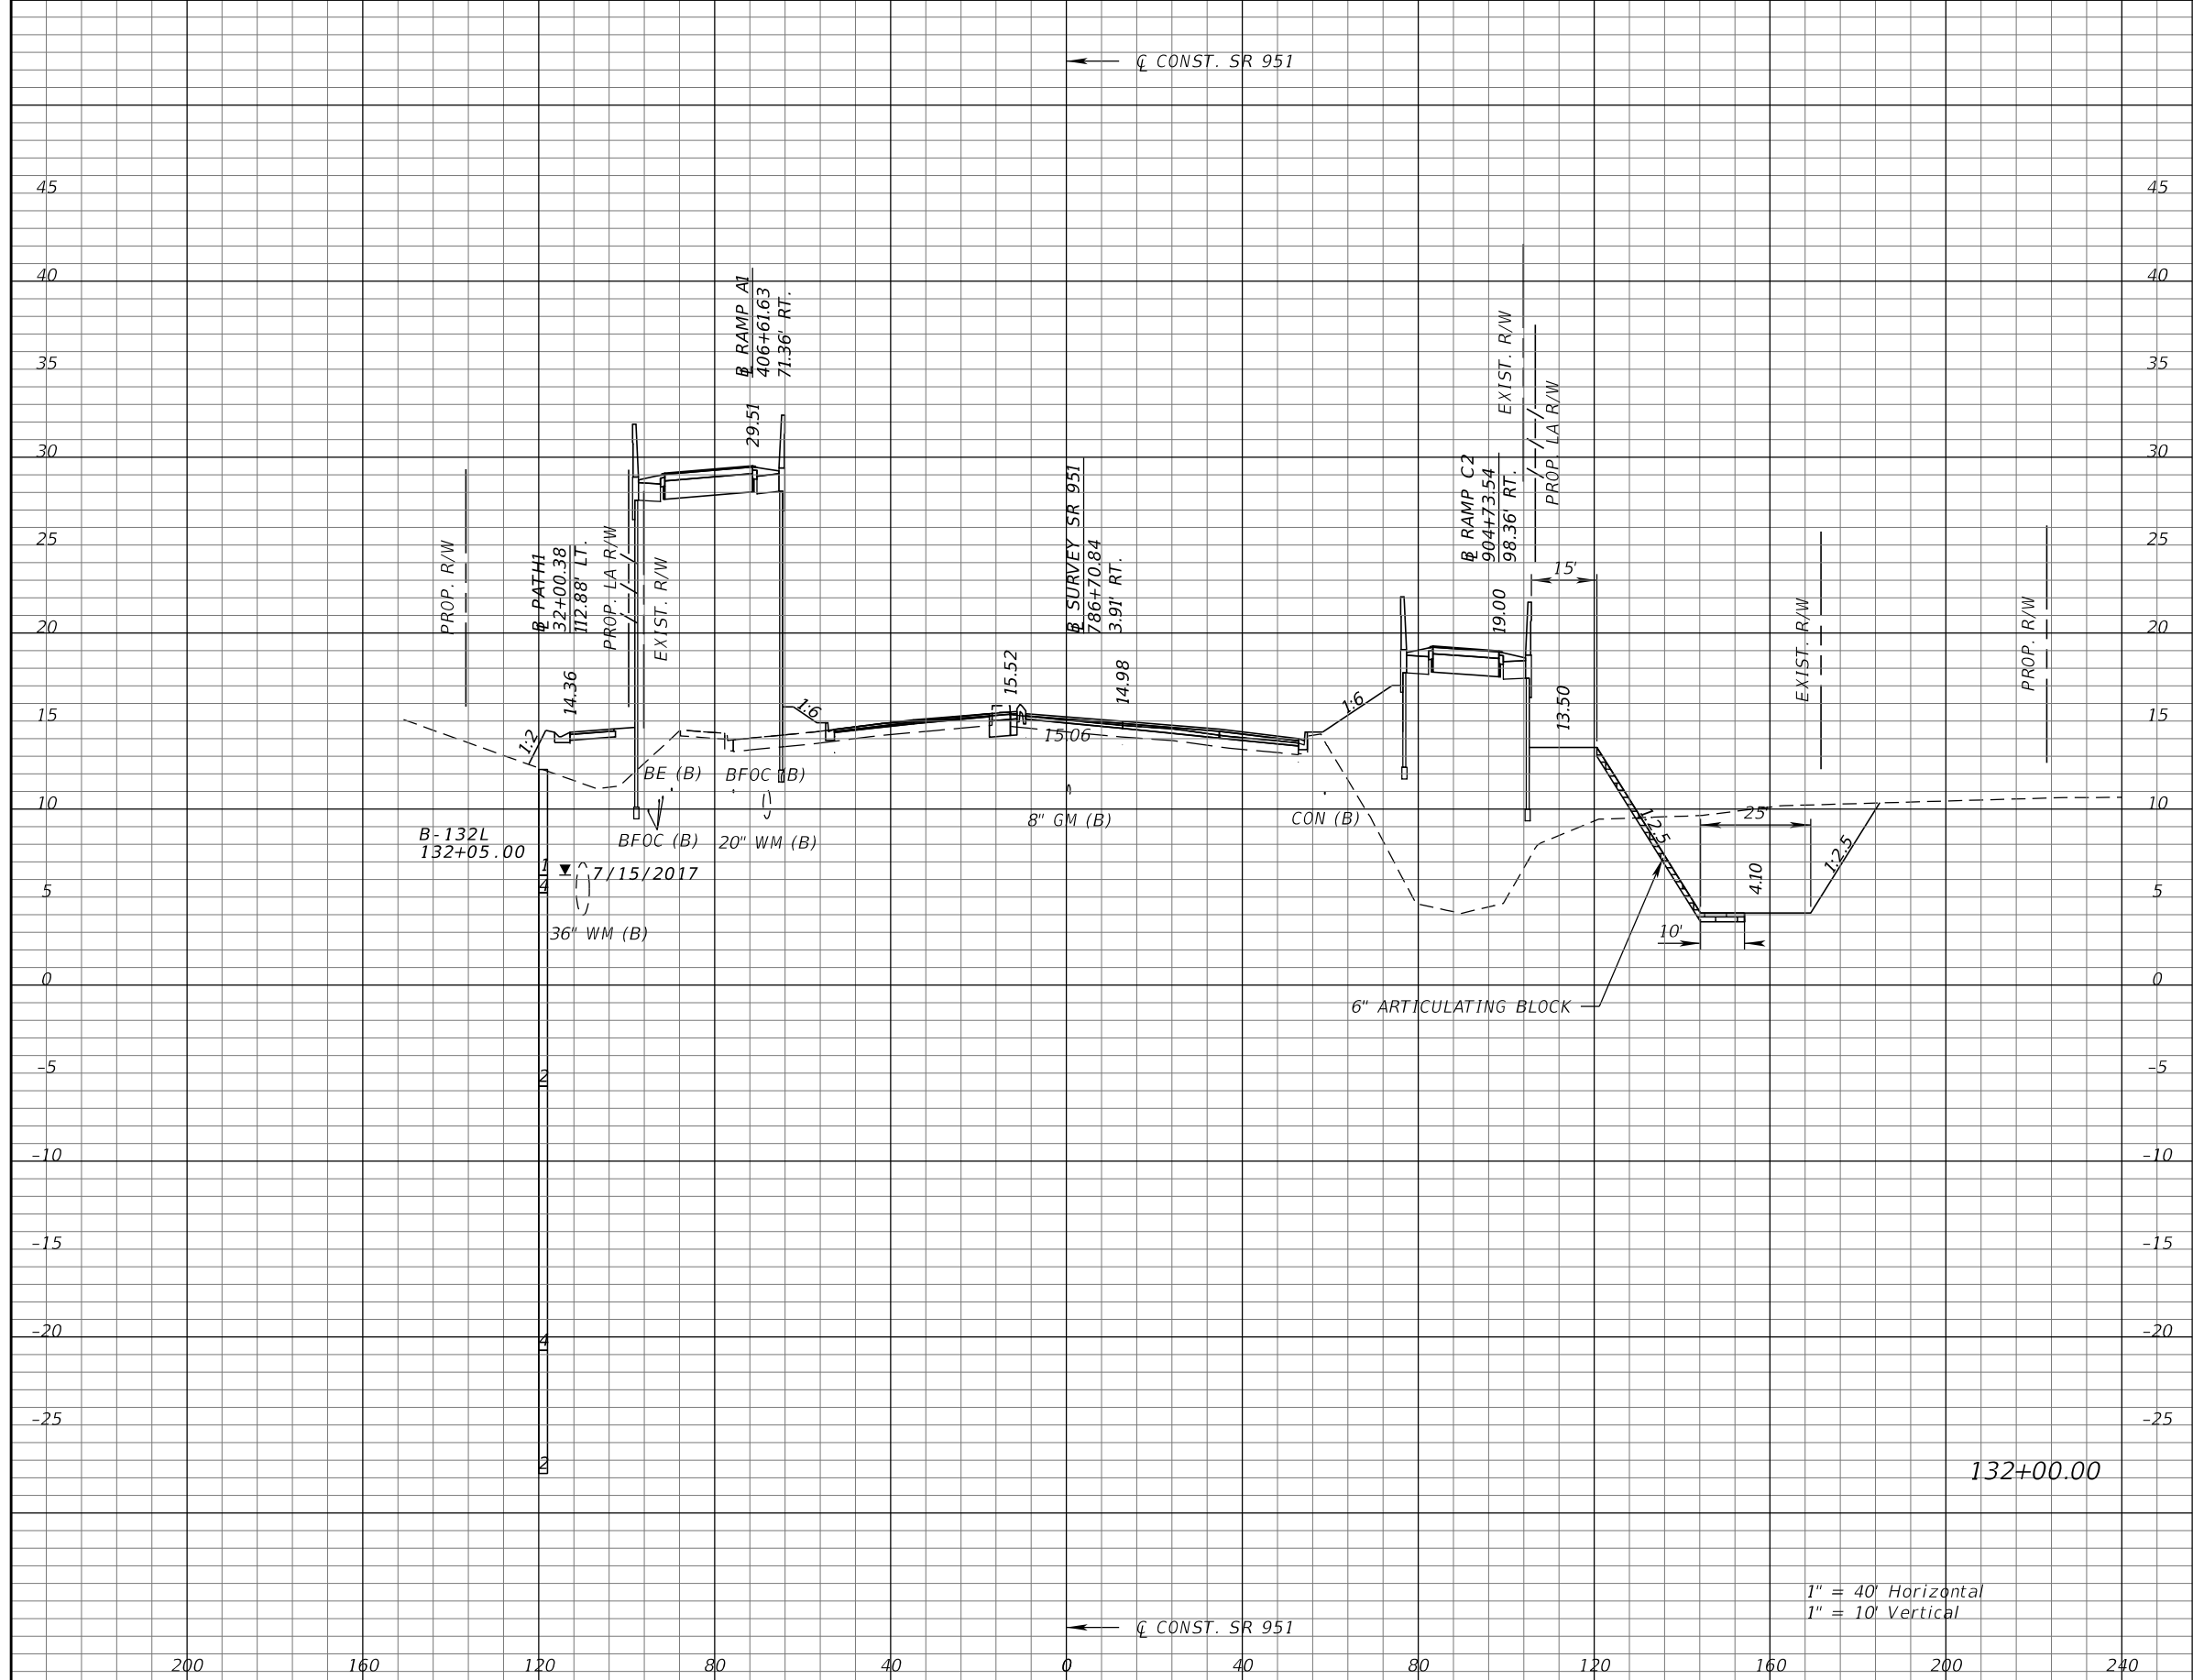 ℄ CONST. SR 951
45
45
40
40
35
35
30
30
25
25
20
20
15
15
10
10
5
5
0
0
-5
-5
-10
-10
-15
-15
-20
-20
-25
-25
℄ RAMP A1
406+61.63
71.36' RT.
29.51
EXIST. R/W
PROP. LA R/W
℄ RAMP C2
904+73.54
98.36' RT.
19.00
15'
13.50
PROP. R/W
℄ PATH1
32+00.38
112.88' LT.
14.36
PROP. LA R/W
EXIST. R/W
℄ SURVEY SR 951
786+70.84
3.91' RT.
15.52
14.98
15.06
EXIST. R/W
PROP. R/W
1:2
1:6
1:6
1:2.5
1:2.5
BE (B)
BFOC (B)
BFOC (B)
20" WM (B)
8" GM (B)
CON (B)
25'
4.10
10'
B-132L
132+05.00
1
4
7/15/2017
36" WM (B)
2
4
2
6" ARTICULATING BLOCK
132+00.00
1" = 40' Horizontal
1" = 10' Vertical
℄ CONST. SR 951
200
160
120
80
40
0
40
80
120
160
200
240